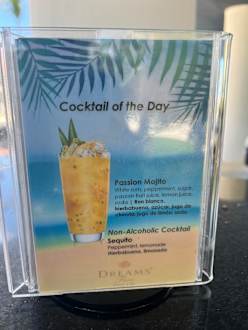 Cocktail of the Day
Passion Mojito
White rum, peppermint, sugar,
passion fruit juice, lemon juice,
soda | Ron blanco,
hierbabuena, azúcar, jugo de
chinola, jugo de limón, soda
Non-Alcoholic Cocktail
Sequito
Peppermint, lemonade
Hierbabuena, limonada
DREAMS